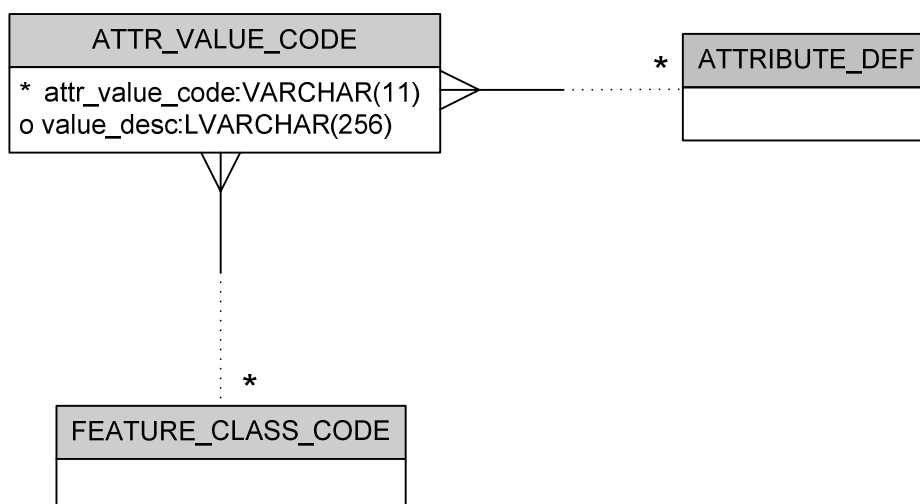 ATTR_VALUE_CODE
* attr_value_code:VARCHAR(11)
o value_desc:LVARCHAR(256)
*
ATTRIBUTE_DEF
*
FEATURE_CLASS_CODE